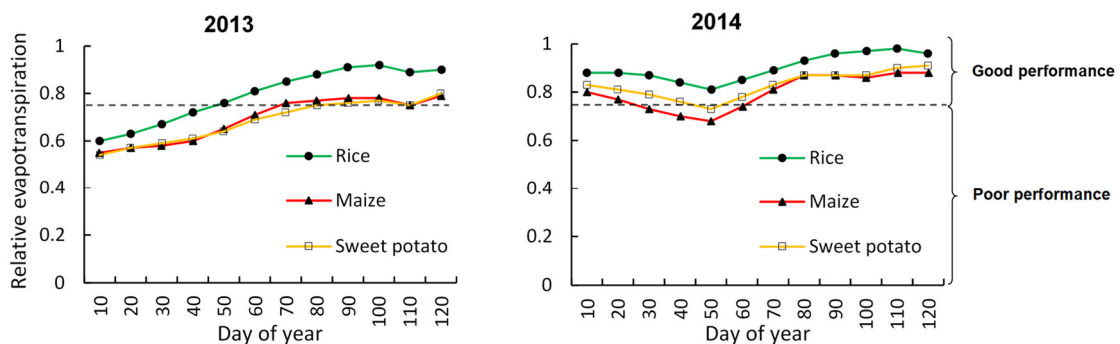 2013
Relative evapotranspiration
1
0.8
0.6
0.4
0.2
0
Rice
Maize
Sweet potato
10 20 30 40 50 60 70 80 90 100 110 120
Day of year
2014
1
0.8
0.6
0.4
0.2
0
Rice
Maize
Sweet potato
10 20 30 40 50 60 70 80 90 100 110 120
Day of year
Good performance
Poor performance